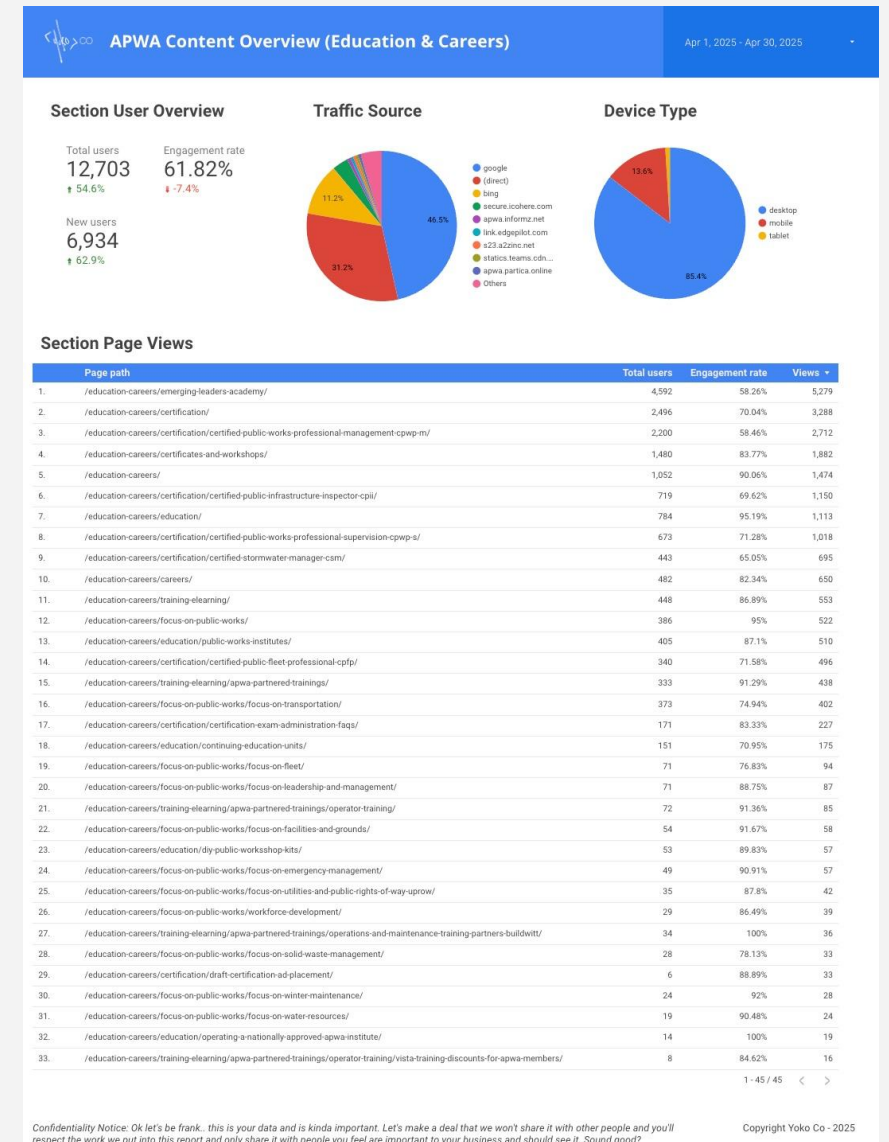 APWA Content Overview (Education & Careers)
Apr 1, 2025 - Apr 30, 2025
Section User Overview
Traffic Source
Device Type
Total users
Engagement rate
12,703
61.82%
54.6%
-7.4%
New users
6,934
62.9%
46.5%
31.2%
11.2%
google
(direct)
bing
secure.icohere.com
apwa.informz.net
link.edgepilot.com
s23.a2zinc.net
statics.teams.cdn...
apwa.partica.online
Others
13.6%
85.4%
desktop
mobile
tablet
Section Page Views
Page path Total users Engagement rate Views
1. /education-careers/emerging-leaders-academy/ 4,592 58.26% 5,279
2. /education-careers/certification/ 2,496 70.04% 3,288
3. /education-careers/certification/certified-public-works-professional-management-cpwp-m/ 2,200 58.46% 2,712
4. /education-careers/certificates-and-workshops/ 1,480 83.77% 1,882
5. /education-careers/ 1,052 90.06% 1,474
6. /education-careers/certification/certified-public-infrastructure-inspector-cpii/ 719 69.62% 1,150
7. /education-careers/education/ 784 95.19% 1,113
8. /education-careers/certification/certified-public-works-professional-supervision-cpwp-s/ 673 71.28% 1,018
9. /education-careers/certification/certified-stormwater-manager-csm/ 443 65.05% 695
10. /education-careers/careers/ 482 82.34% 650
11. /education-careers/training-elearning/ 448 86.89% 553
12. /education-careers/focus-on-public-works/ 386 95% 522
13. /education-careers/education/public-works-institutes/ 405 87.1% 510
14. /education-careers/certification/certified-public-fleet-professional-cpfp/ 340 71.58% 496
15. /education-careers/training-elearning/apwa-partnered-trainings/ 333 91.29% 438
16. /education-careers/focus-on-public-works/focus-on-transportation/ 373 74.94% 402
17. /education-careers/certification/certification-exam-administration-faqs/ 171 83.33% 227
18. /education-careers/education/continuing-education-units/ 151 70.95% 175
19. /education-careers/focus-on-public-works/focus-on-fleet/ 71 76.83% 94
20. /education-careers/focus-on-public-works/focus-on-leadership-and-management/ 71 88.75% 87
21. /education-careers/training-elearning/apwa-partnered-trainings/operator-training/ 72 91.36% 85
22. /education-careers/focus-on-public-works/focus-on-facilities-and-grounds/ 54 91.67% 58
23. /education-careers/education/diy-public-worksshop-kits/ 53 89.83% 57
24. /education-careers/focus-on-public-works/focus-on-emergency-management/ 49 90.91% 57
25. /education-careers/focus-on-public-works/focus-on-utilities-and-public-rights-of-way-uprow/ 35 87.8% 42
26. /education-careers/focus-on-public-works/workforce-development/ 29 86.49% 39
27. /education-careers/training-elearning/apwa-partnered-trainings/operations-and-maintenance-training-partners-buildwitt/ 34 100% 36
28. /education-careers/focus-on-public-works/focus-on-solid-waste-management/ 28 78.13% 33
29. /education-careers/certification/draft-certification-ad-placement/ 6 88.89% 33
30. /education-careers/focus-on-public-works/focus-on-winter-maintenance/ 24 92% 28
31. /education-careers/focus-on-public-works/focus-on-water-resources/ 19 90.48% 24
32. /education-careers/education/operating-a-nationally-approved-apwa-institute/ 14 100% 19
33. /education-careers/training-elearning/apwa-partnered-trainings/operator-training/vista-training-discounts-for-apwa-members/ 8 84.62% 16
1 - 45 / 45
Confidentiality Notice: Ok let's be frank.. this is your data and is kinda important. Let's make a deal that we won't share it with other people and you'll
respect the work we put into this report and only share it with people you feel are important to your business and should see it. Sound good?
Copyright Yoko Co - 2025